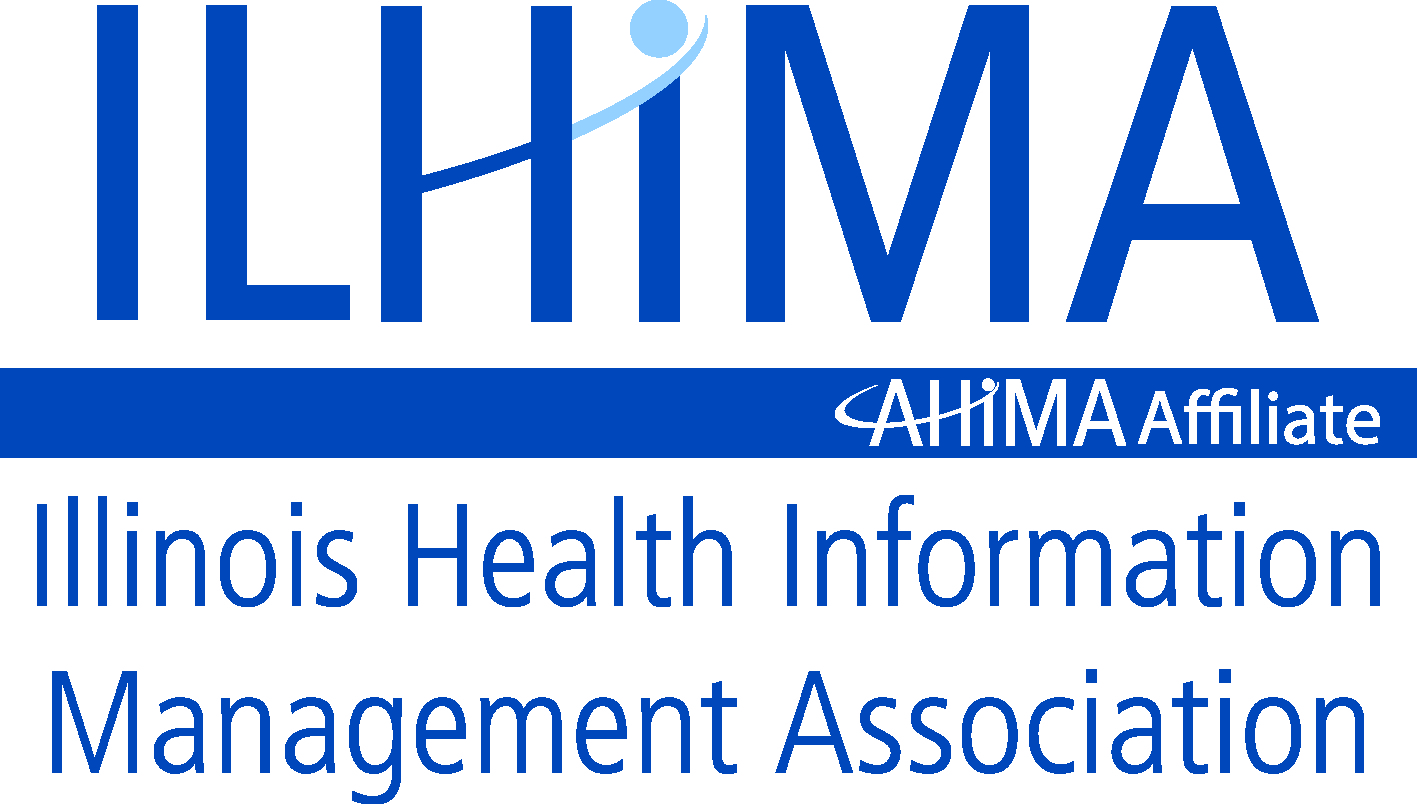 ILHiMA
AHiMA Affiliate
Illinois Health Information
Management Association